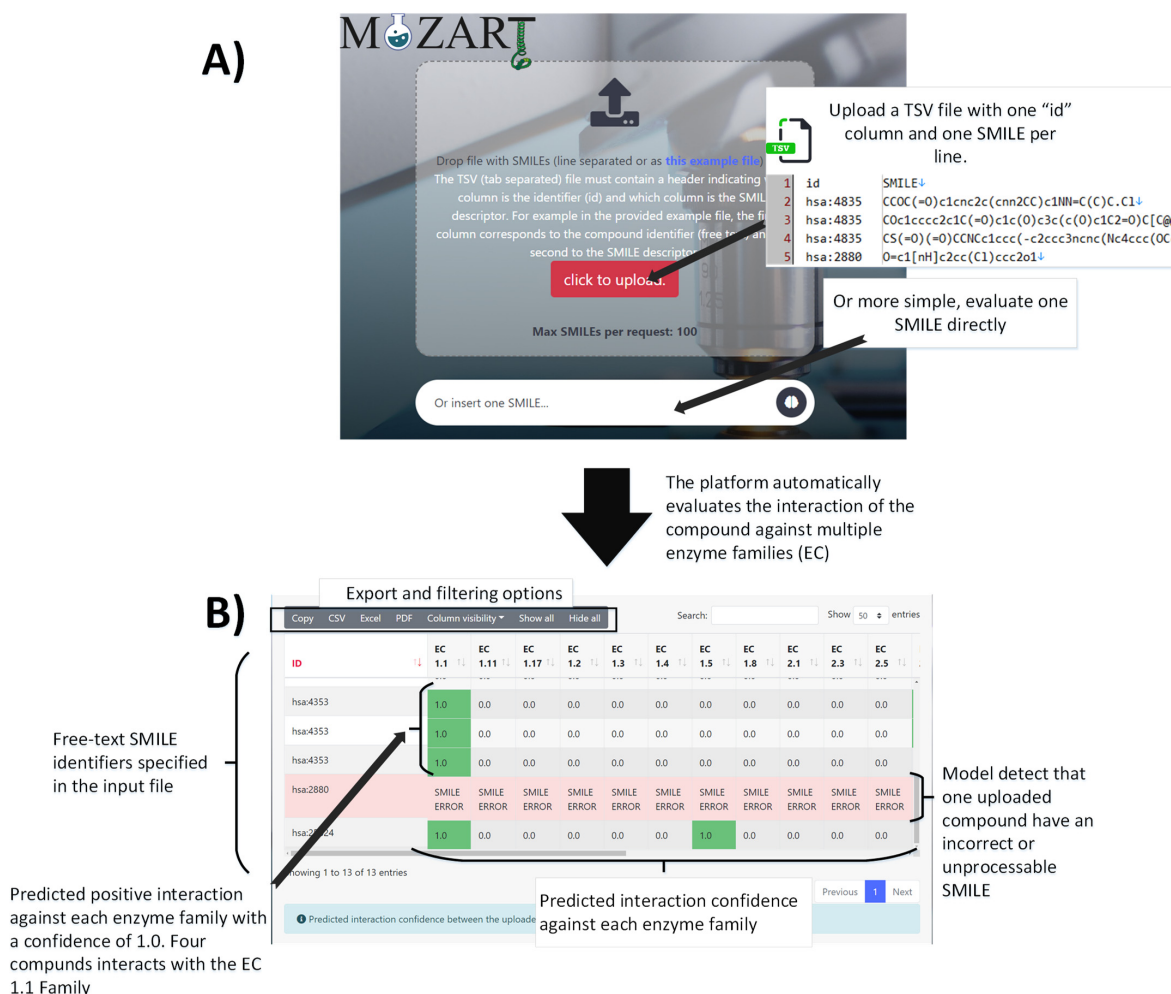 A)
MOZART
Drop file with SMILEs (line separated or as this example file)
The TSV (tab separated) file must contain a header indicating
column is the identifier (id) and which column is the SMIL
descriptor. For example in the provided example file, the fi
column corresponds to the compound identifier (free te an
second to the SMILE descriptor
click to upload.
Max SMILEs per request: 100
Or insert one SMILE...
TSV
Upload a TSV file with one “id”
column and one SMILE per
line.
1 id SMILE↓
2 hsa:4835 CCOC(=O)c1cnc2c(cnn2CC)c1NN=C(C)C.Cl↓
3 hsa:4835 COc1cccc2c1C(=O)c1c(O)c3c(c(O)c1C2=O)C[C@
4 hsa:4835 CS(=O)(=O)CCNCc1ccc(-c2ccc3ncnc(Nc4ccc(OC
5 hsa:2880 O=c1[nH]c2cc(Cl)ccc2o1↓
Or more simple, evaluate one
SMILE directly
The platform automatically
evaluates the interaction of the
compound against multiple
enzyme families (EC)
B)
Export and filtering options
Copy CSV Excel PDF Column visibility Show all Hide all
Search: Show 50 entries
ID EC 1.1 EC 1.11 EC 1.17 EC 1.2 EC 1.3 EC 1.4 EC 1.5 EC 1.8 EC 2.1 EC 2.3 EC 2.5
hsa:4353 1.0 0.0 0.0 0.0 0.0 0.0 0.0 0.0 0.0 0.0 0.0
hsa:4353 1.0 0.0 0.0 0.0 0.0 0.0 0.0 0.0 0.0 0.0 0.0
hsa:4353 1.0 0.0 0.0 0.0 0.0 0.0 0.0 0.0 0.0 0.0 0.0
hsa:2880 SMILE ERROR SMILE ERROR SMILE ERROR SMILE ERROR SMILE ERROR SMILE ERROR SMILE ERROR SMILE ERROR SMILE ERROR SMILE ERROR SMILE ERROR
1.0 0.0 0.0 0.0 0.0 0.0 1.0 0.0 0.0 0.0 0.0
howing 1 to 13 of 13 entries
Previous 1 Next
Predicted interaction confidence between the uploade
Free-text SMILE
identifiers specified
in the input file
Predicted positive interaction
against each enzyme family with
a confidence of 1.0. Four
compunds interacts with the EC
1.1 Family
Predicted interaction confidence
against each enzyme family
Model detect that
one uploaded
compound have an
incorrect or
unprocessable
SMILE